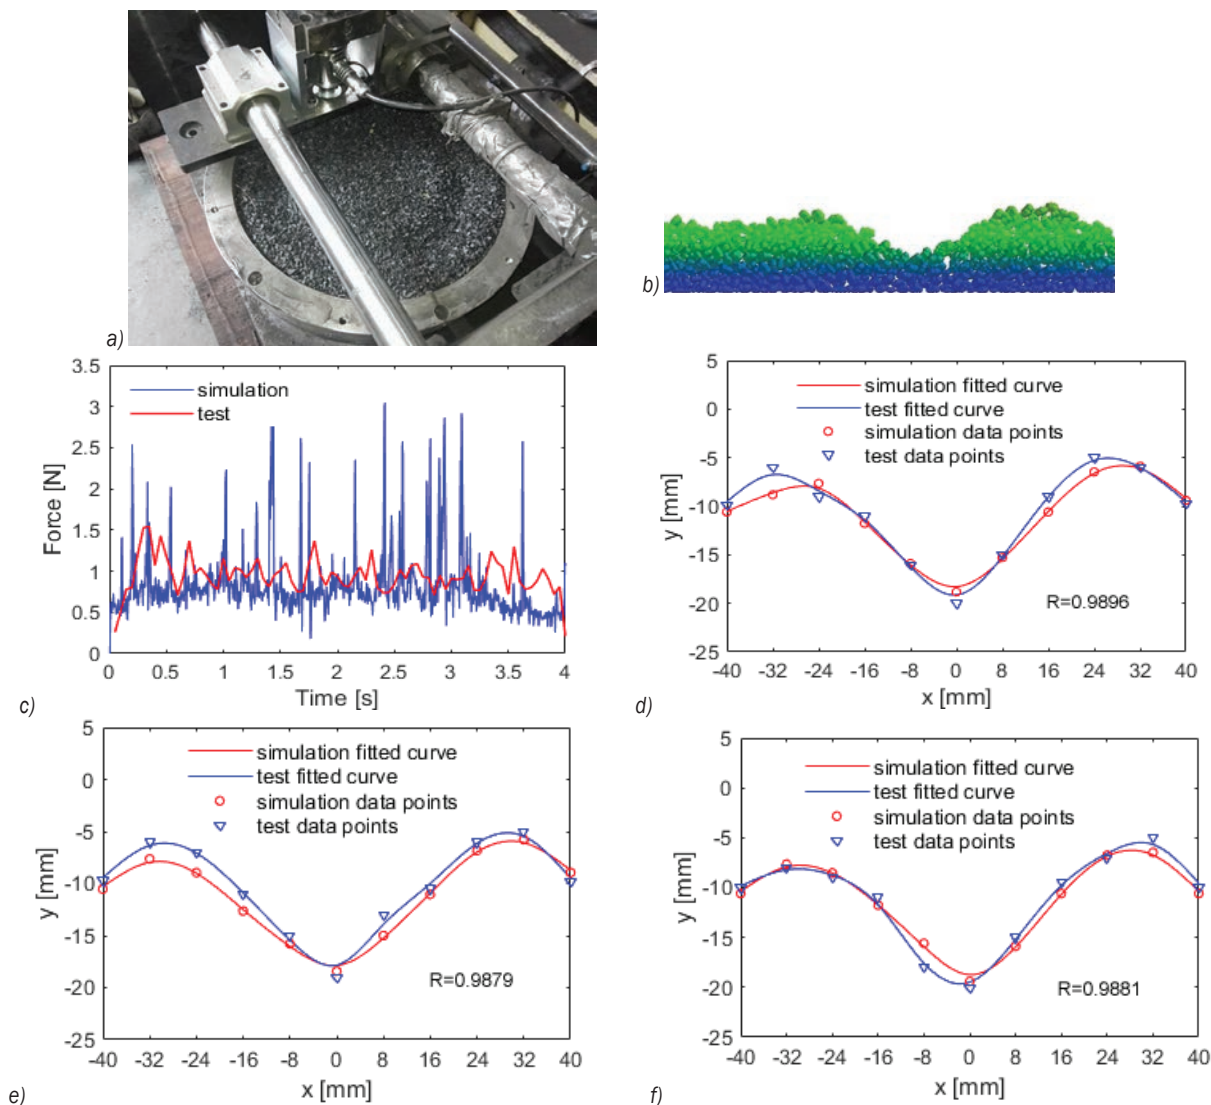 a)
b)
3.5
3
2.5
2
1.5
1
0.5
0
Force [N]
simulation
test
0 0.5 1 1.5 2 2.5 3 3.5 4
Time [s]
c)
5
0
-5
-10
-15
-20
-25
y [mm]
simulation fitted curve
test fitted curve
simulation data points
test data points
R=0.9896
-40 -32 -24 -16 -8 0 8 16 24 32 40
x [mm]
d)
5
0
-5
-10
-15
-20
-25
y [mm]
simulation fitted curve
test fitted curve
simulation data points
test data points
R=0.9879
-40 -32 -24 -16 -8 0 8 16 24 32 40
x [mm]
e)
5
0
-5
-10
-15
-20
-25
y [mm]
simulation fitted curve
test fitted curve
simulation data points
test data points
R=0.9881
-40 -32 -24 -16 -8 0 8 16 24 32 40
x [mm]
f)